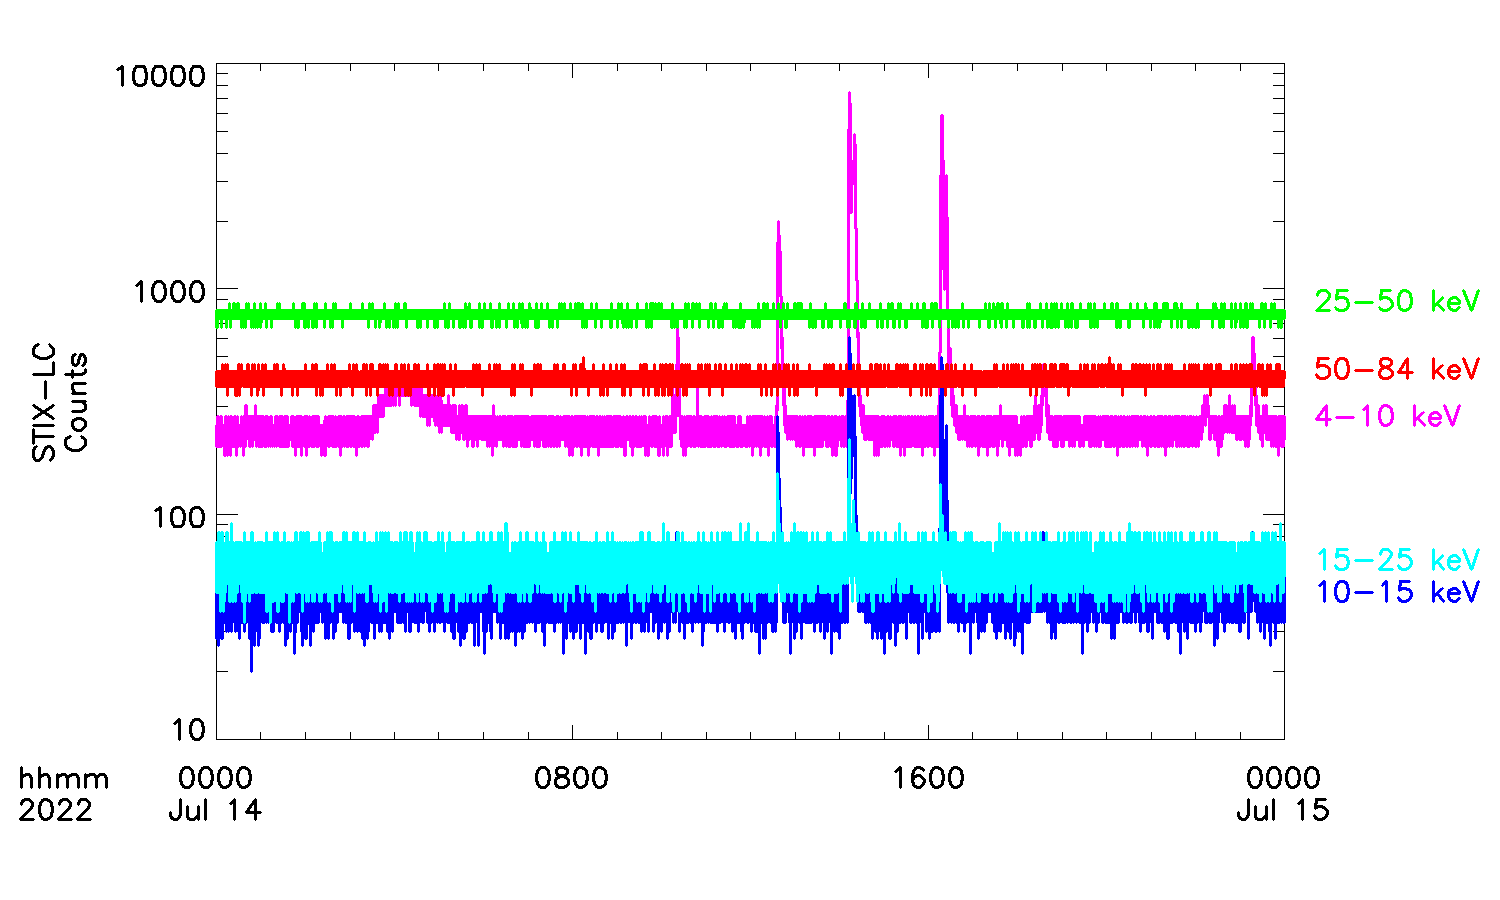 10000
1000
100
10
STIX-LC
Counts
25-50 keV
50-84 keV
4-10 keV
15-25 keV
10-15 keV
hhmm 0000 0800 1600 0000
2022 Jul 14 Jul 15